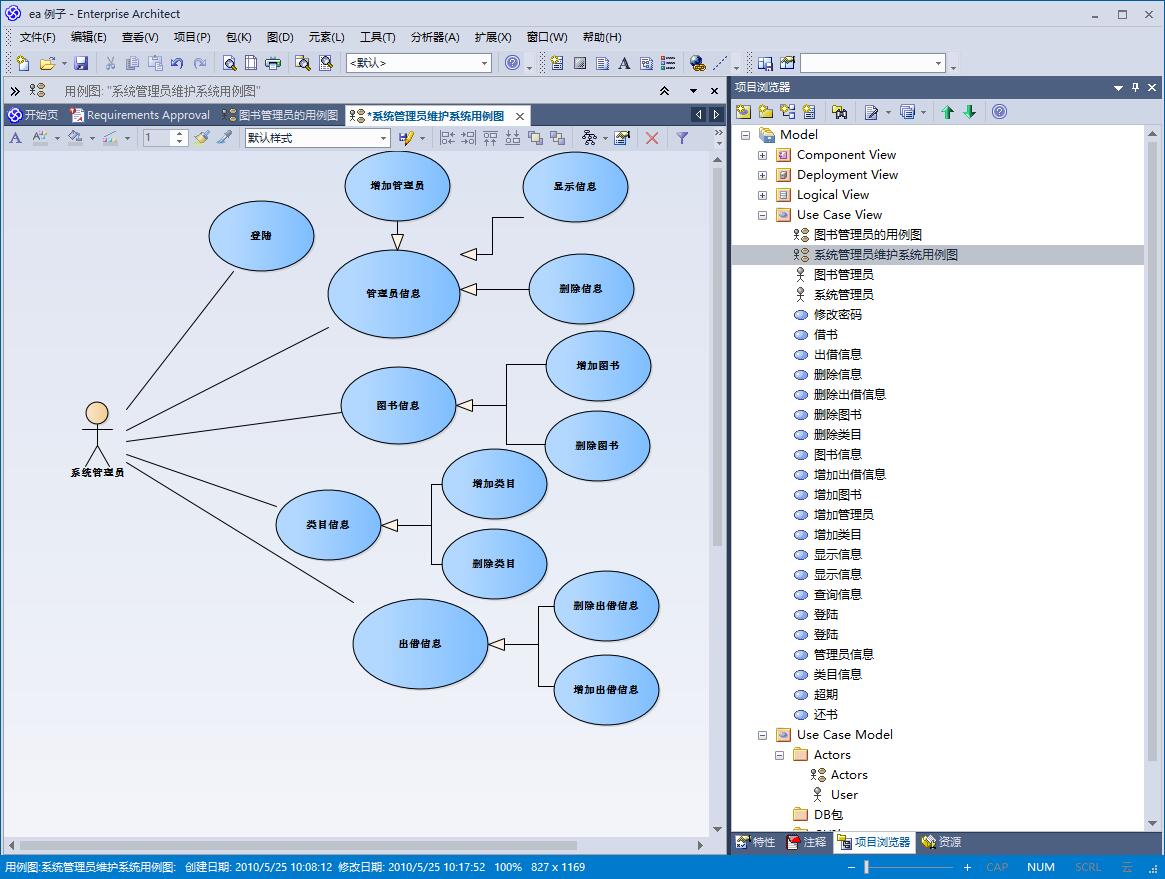 ea 例子 - Enterprise Architect
文件(F) 编辑(E) 查看(V) 项目(P) 包(K) 图(D) 元素(L) 工具(T) 分析器(A) 扩展(X) 窗口(W) 帮助(H)
<默认>
用例图: "系统管理员维护系统用例图"
开始页 Requirements Approval 图书管理员的用例图 *系统管理员维护系统用例图
1 默认样式
增加管理员
显示信息
登陆
管理员信息
删除信息
增加图书
图书信息
删除图书
系统管理员
增加类目
类目信息
删除类目
删除出借信息
出借信息
增加出借信息
项目浏览器
Model
Component View
Deployment View
Logical View
Use Case View
图书管理员的用例图
系统管理员维护系统用例图
图书管理员
系统管理员
修改密码
借书
出借信息
删除信息
删除出借信息
删除图书
删除类目
图书信息
增加出借信息
增加图书
增加管理员
增加类目
显示信息
显示信息
查询信息
登陆
登陆
管理员信息
类目信息
超期
还书
Use Case Model
Actors
Actors
User
DB包
特性 注释 项目浏览器 资源
用例图:系统管理员维护系统用例图: 创建日期: 2010/5/25 10:08:12 修改日期: 2010/5/25 10:17:52 100% 827 x 1169
CAP NUM SCRL 云